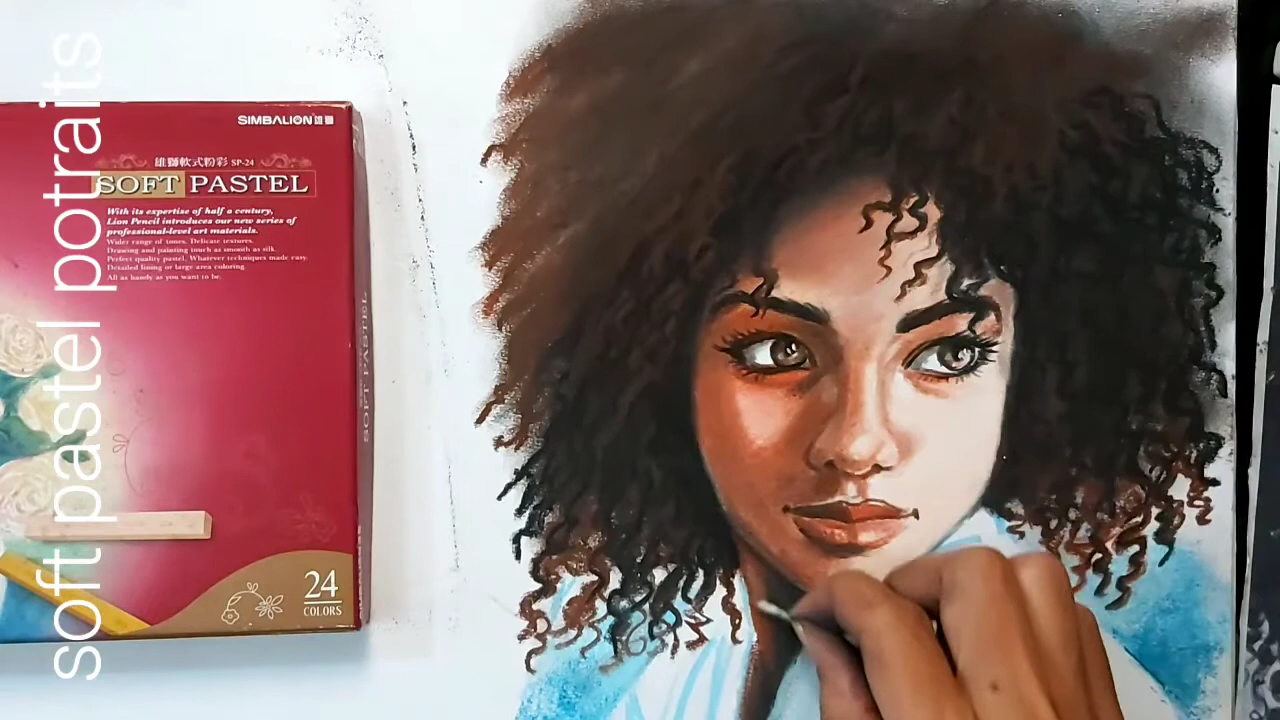 soft pastel potraits
SIMBALION 雄獅
雄獅軟式粉彩 SP-24
SOFT PASTEL
With its expertise of half a century,
Lion Pencil introduces our new series of
professional-level art materials.
Wider range of tones. Delicate textures.
Drawing and painting touch as smooth as silk.
Perfect quality pastel. Whatever techniques made easy.
Detailed lining or large area coloring.
All as handy as you want to be.
24
COLORS
SOFT PASTEL